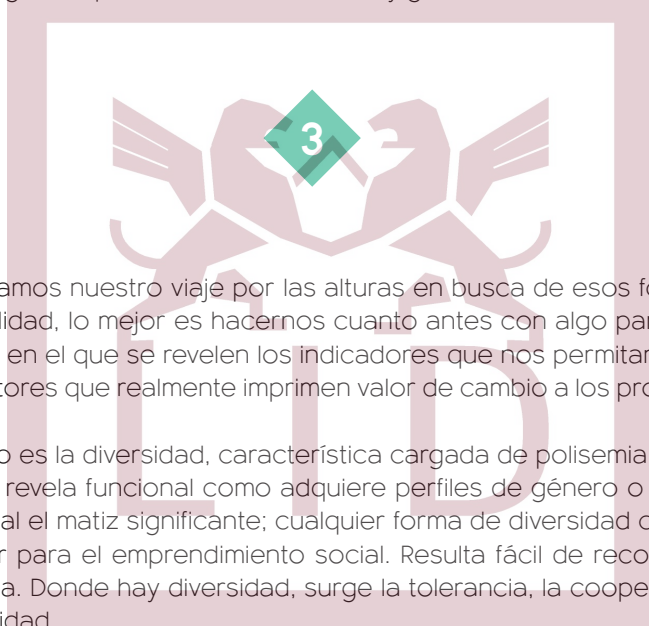 3
amos nuestro viaje por las alturas en busca de esos fo
lidad, lo mejor es hacernos cuanto antes con algo par
en el que se revelen los indicadores que nos permitan
tores que realmente imprimen valor de cambio a los pro
o es la diversidad, característica cargada de polisemia
revela funcional como adquiere perfiles de género o
al el matiz significante; cualquier forma de diversidad c
r para el emprendimiento social. Resulta fácil de reco
a. Donde hay diversidad, surge la tolerancia, la coope
idad
LID